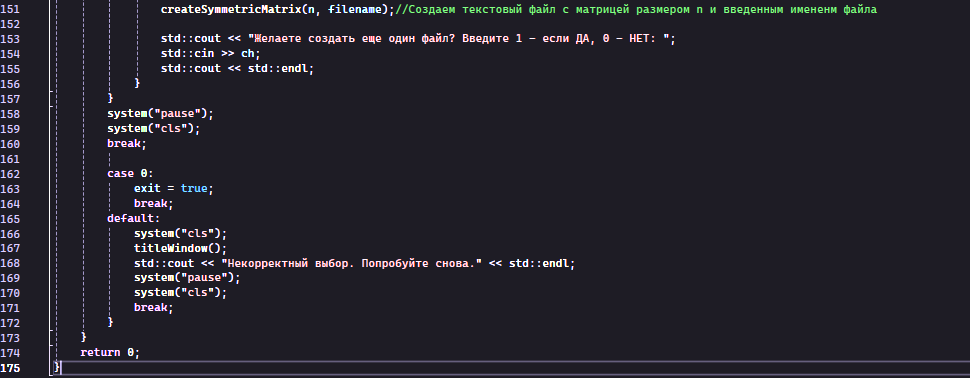 151 createSymmetricMatrix(n, filename);//Создаем текстовый файл с матрицей размером n и введенным имененм файла
152
153 std::cout << "Желаете создать еще один файл? Введите 1 - если ДА, 0 - НЕТ: ";
154 std::cin >> ch;
155 std::cout << std::endl;
156 }
157 }
158 system("pause");
159 system("cls");
160 break;
161
162 case 0:
163 exit = true;
164 break;
165 default:
166 system("cls");
167 titleWindow();
168 std::cout << "Некорректный выбор. Попробуйте снова." << std::endl;
169 system("pause");
170 system("cls");
171 break;
172 }
173 }
174 return 0;
175 }